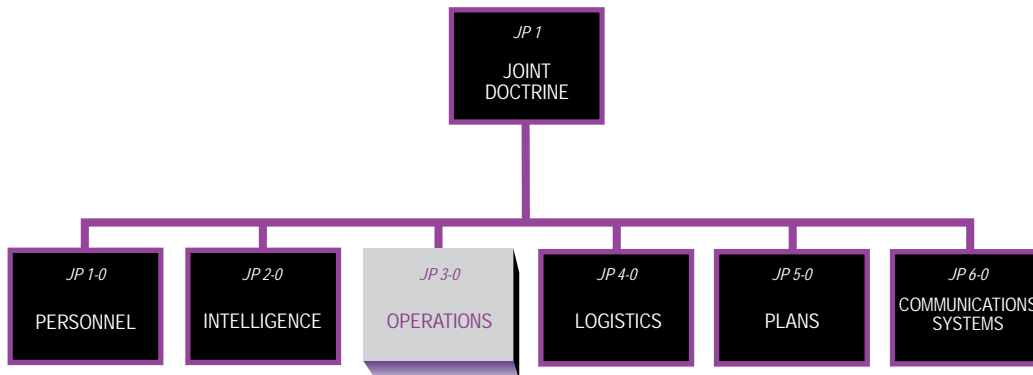 JP 1
JOINT
DOCTRINE
JP 1-0
PERSONNEL
JP 2-0
INTELLIGENCE
JP 3-0
OPERATIONS
JP 4-0
LOGISTICS
JP 5-0
PLANS
JP 6-0
COMMUNICATIONS
SYSTEMS